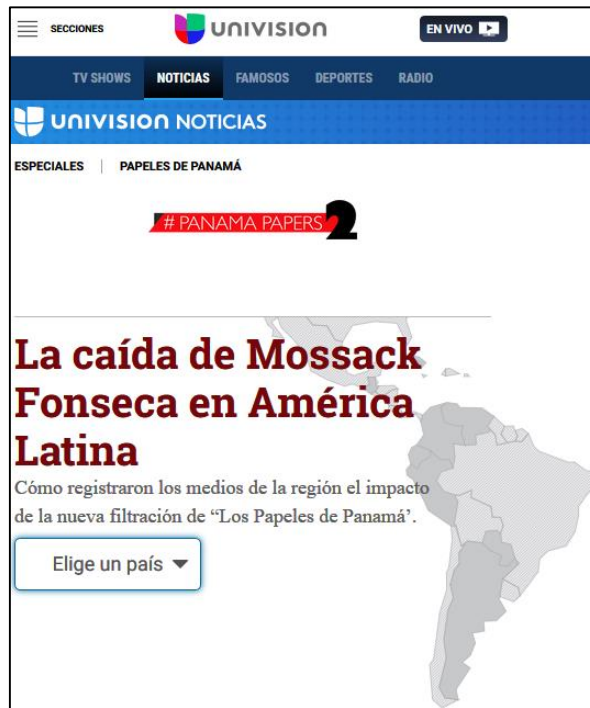 SECCIONES
UNIVISION
EN VIVO
TV SHOWS NOTICIAS FAMOSOS DEPORTES RADIO
UNIVISION NOTICIAS
ESPECIALES | PAPELES DE PANAMÁ
# PANAMA PAPERS 2
La caída de Mossack
Fonseca en América
Latina
Cómo registraron los medios de la región el impacto
de la nueva filtración de “Los Papeles de Panamá’.
Elige un país